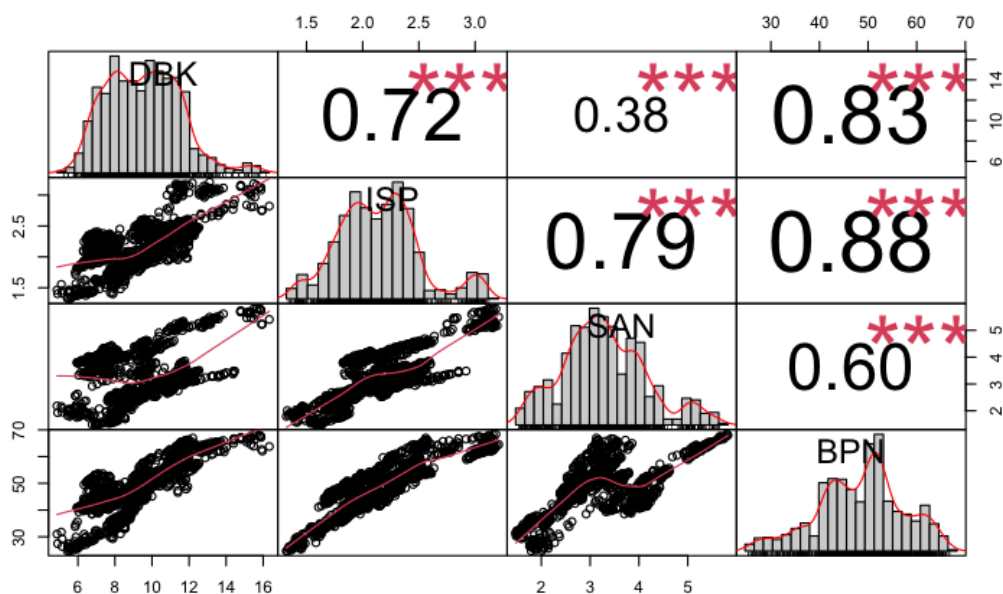 1.5 2.0 2.5 3.0 30 40 50 60 70
DBK 0.72 *** 0.38 *** 0.83 *** 6 10 14
1.5 2.5 ISP 0.79 *** 0.88 ***
SAN 0.60 *** 2 3 4 5
30 50 70 BPN
6 8 10 12 14 16 2 3 4 5